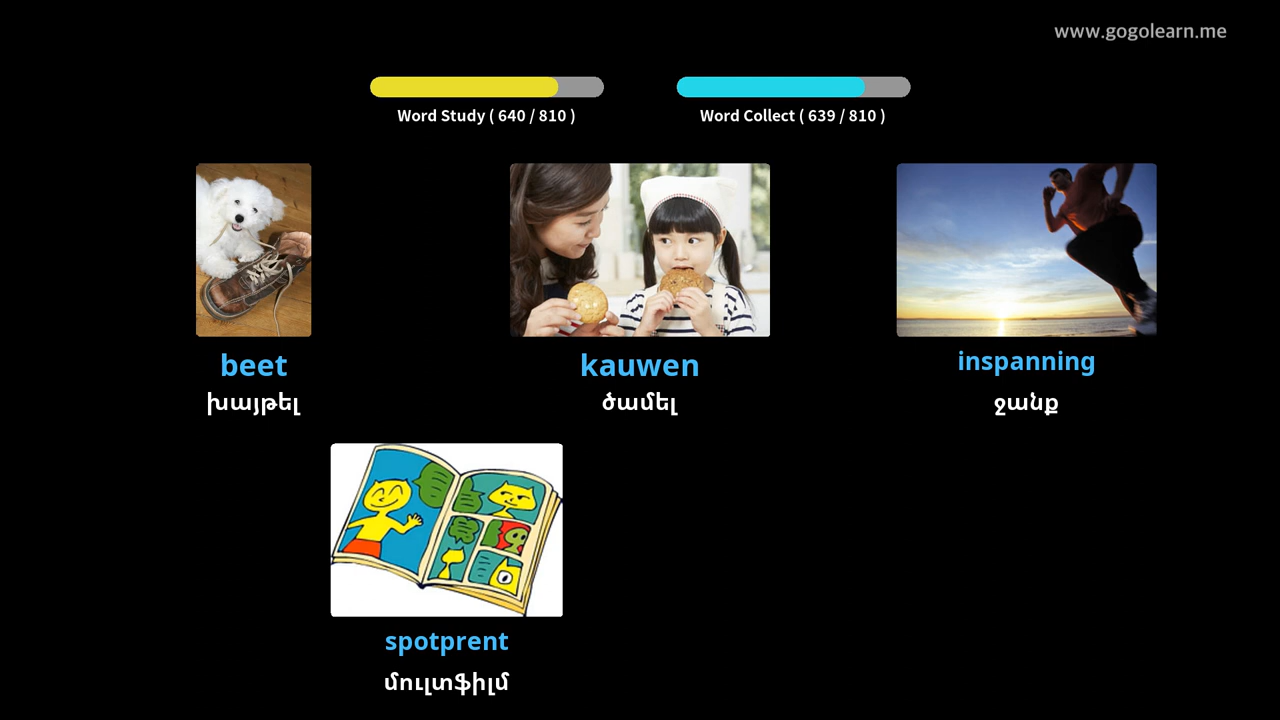 www.gogolearn.me
Word Study ( 640 / 810 )
Word Collect ( 639 / 810 )
beet
խայթել
kauwen
ծամել
inspanning
ջանք
spotprent
մուլտֆիլմ